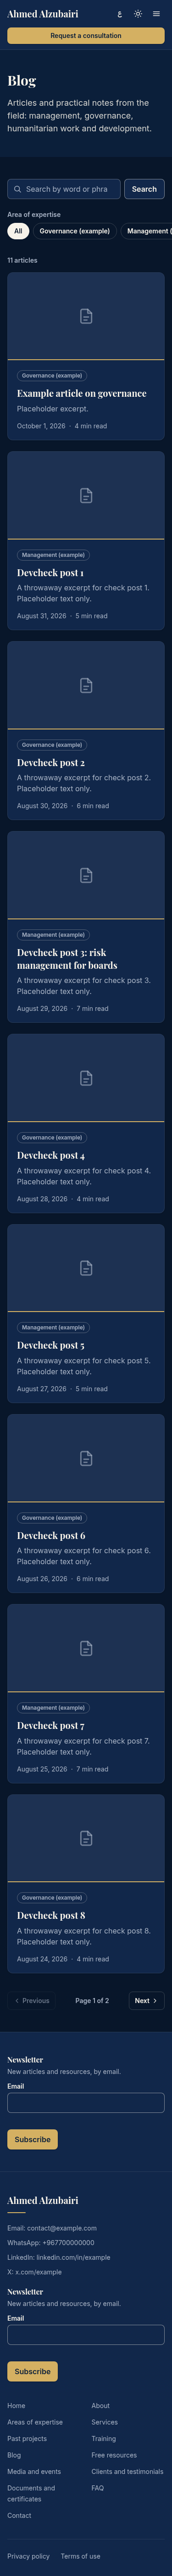 Ahmed Alzubairi
ع
Request a consultation
Blog
Articles and practical notes from the
field: management, governance,
humanitarian work and development.
Search by word or phra
Search
Area of expertise
All
Governance (example)
Management (
11 articles
Governance (example)
Example article on governance
Placeholder excerpt.
October 1, 2026 · 4 min read
Management (example)
Devcheck post 1
A throwaway excerpt for check post 1.
Placeholder text only.
August 31, 2026 · 5 min read
Governance (example)
Devcheck post 2
A throwaway excerpt for check post 2.
Placeholder text only.
August 30, 2026 · 6 min read
Management (example)
Devcheck post 3: risk
management for boards
A throwaway excerpt for check post 3.
Placeholder text only.
August 29, 2026 · 7 min read
Governance (example)
Devcheck post 4
A throwaway excerpt for check post 4.
Placeholder text only.
August 28, 2026 · 4 min read
Management (example)
Devcheck post 5
A throwaway excerpt for check post 5.
Placeholder text only.
August 27, 2026 · 5 min read
Governance (example)
Devcheck post 6
A throwaway excerpt for check post 6.
Placeholder text only.
August 26, 2026 · 6 min read
Management (example)
Devcheck post 7
A throwaway excerpt for check post 7.
Placeholder text only.
August 25, 2026 · 7 min read
Governance (example)
Devcheck post 8
A throwaway excerpt for check post 8.
Placeholder text only.
August 24, 2026 · 4 min read
Previous
Page 1 of 2
Next
Newsletter
New articles and resources, by email.
Email
Subscribe
Ahmed Alzubairi
Email: contact@example.com
WhatsApp: +967700000000
LinkedIn: linkedin.com/in/example
X: x.com/example
Newsletter
New articles and resources, by email.
Email
Subscribe
Home
About
Areas of expertise
Services
Past projects
Training
Blog
Free resources
Media and events
Clients and testimonials
Documents and
certificates
FAQ
Contact
Privacy policy
Terms of use